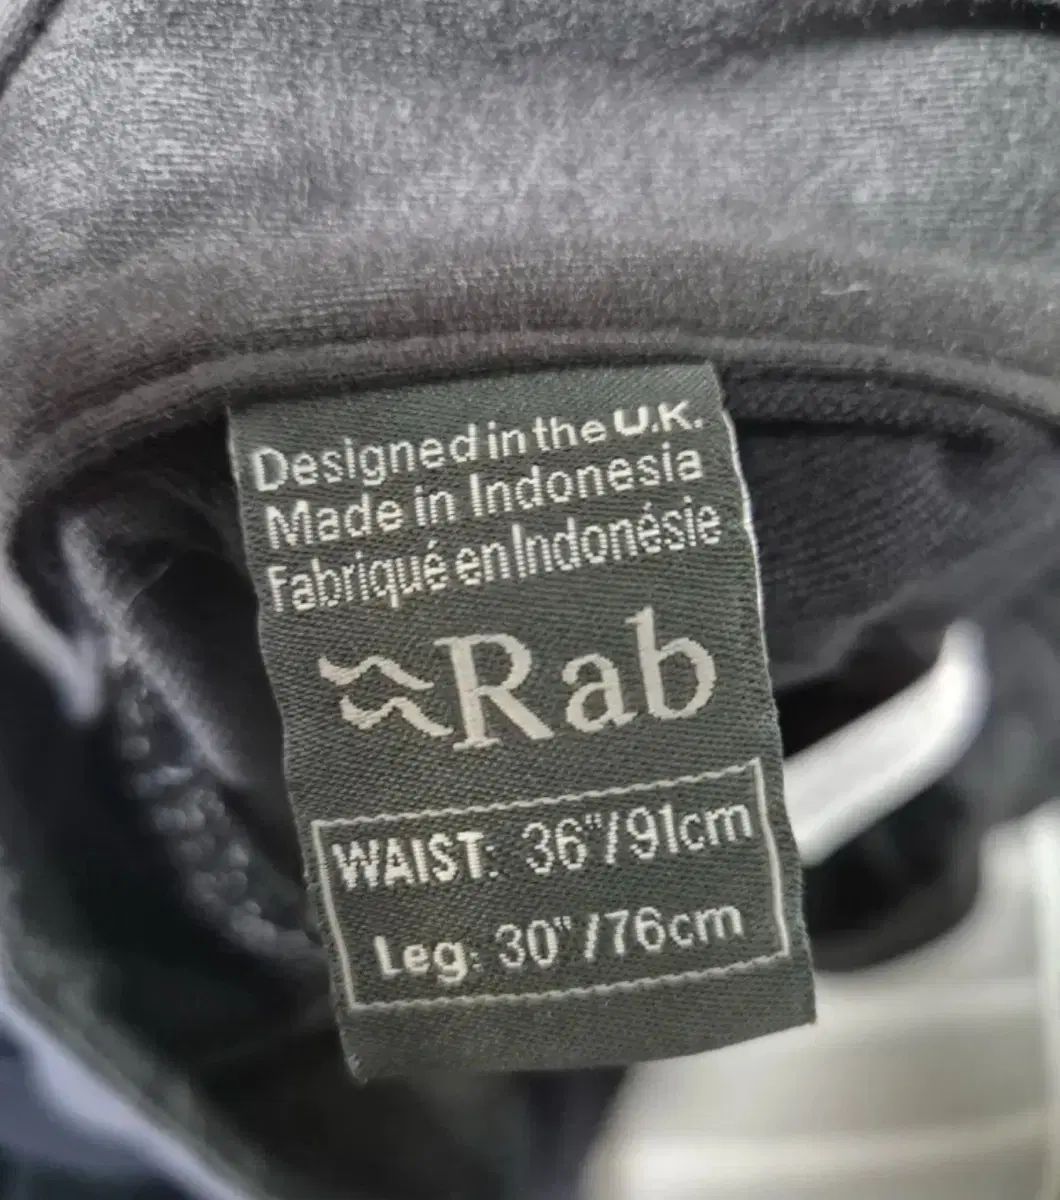 Designed in the U.K.
Made in Indonesia
Fabriqué en Indonésie
Rab
WAIST: 36"/91cm
Leg: 30"/76cm